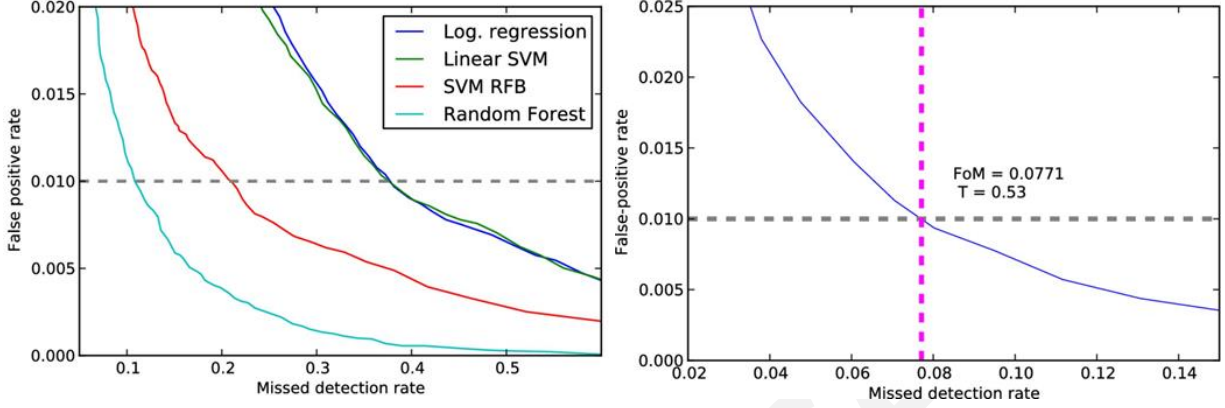 0.020
0.015
0.010
0.005
0.000
False positive rate
Log. regression
Linear SVM
SVM RFB
Random Forest
0.1 0.2 0.3 0.4 0.5
Missed detection rate
0.025
0.020
0.015
0.010
0.005
0.000
False-positive rate
FoM = 0.0771
T = 0.53
0.02 0.04 0.06 0.08 0.10 0.12 0.14
Missed detection rate